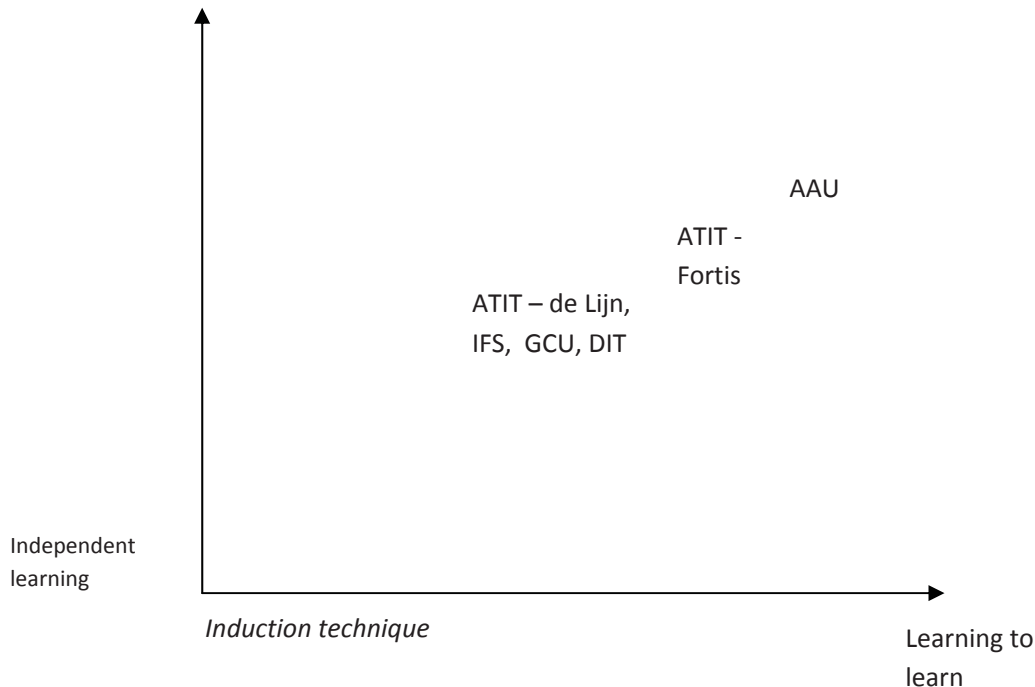 AAU
ATIT -
Fortis
ATIT – de Lijn,
IFS,  GCU, DIT
Independent
learning
Induction technique
Learning to
learn